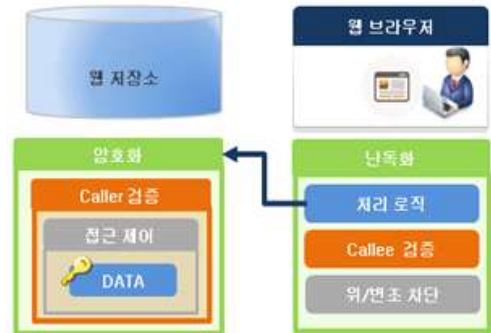 웹 저장소
웹 브라우저
암호화
Caller 검증
접근 제어
DATA
난독화
처리 로직
Callee 검증
위/변조 차단